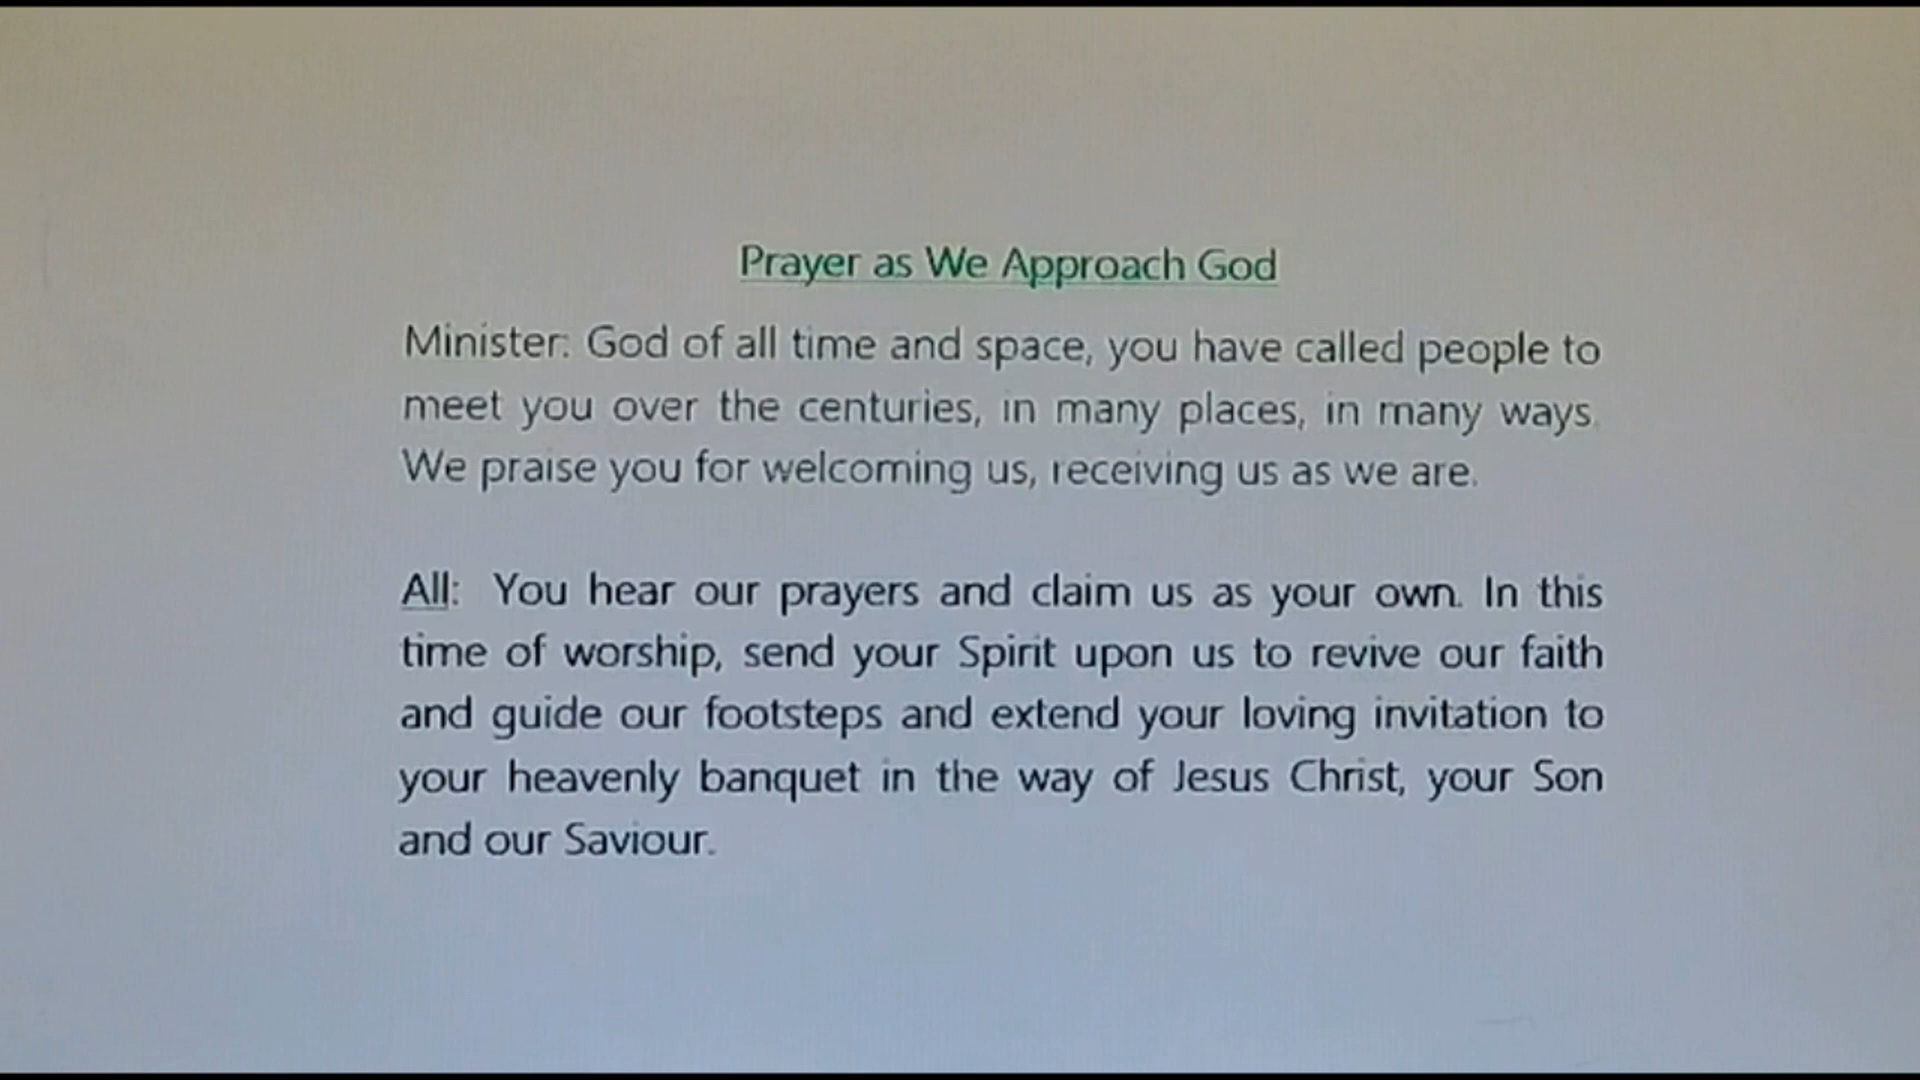 Prayer as We Approach God
Minister: God of all time and space, you have called people to
meet you over the centuries, in many places, in many ways.
We praise you for welcoming us, receiving us as we are.
All: You hear our prayers and claim us as your own. In this
time of worship, send your Spirit upon us to revive our faith
and guide our footsteps and extend your loving invitation to
your heavenly banquet in the way of Jesus Christ, your Son
and our Saviour.